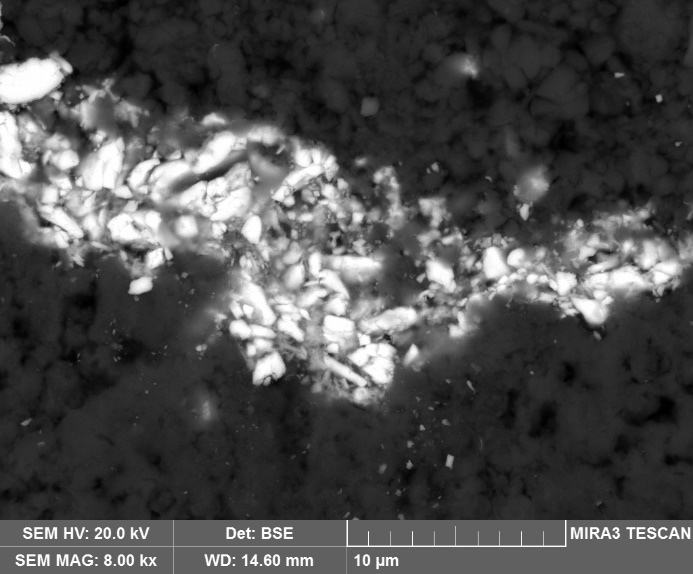 SEM HV: 20.0 kV Det: BSE MIRA3 TESCAN
SEM MAG: 8.00 kx WD: 14.60 mm 10 µm